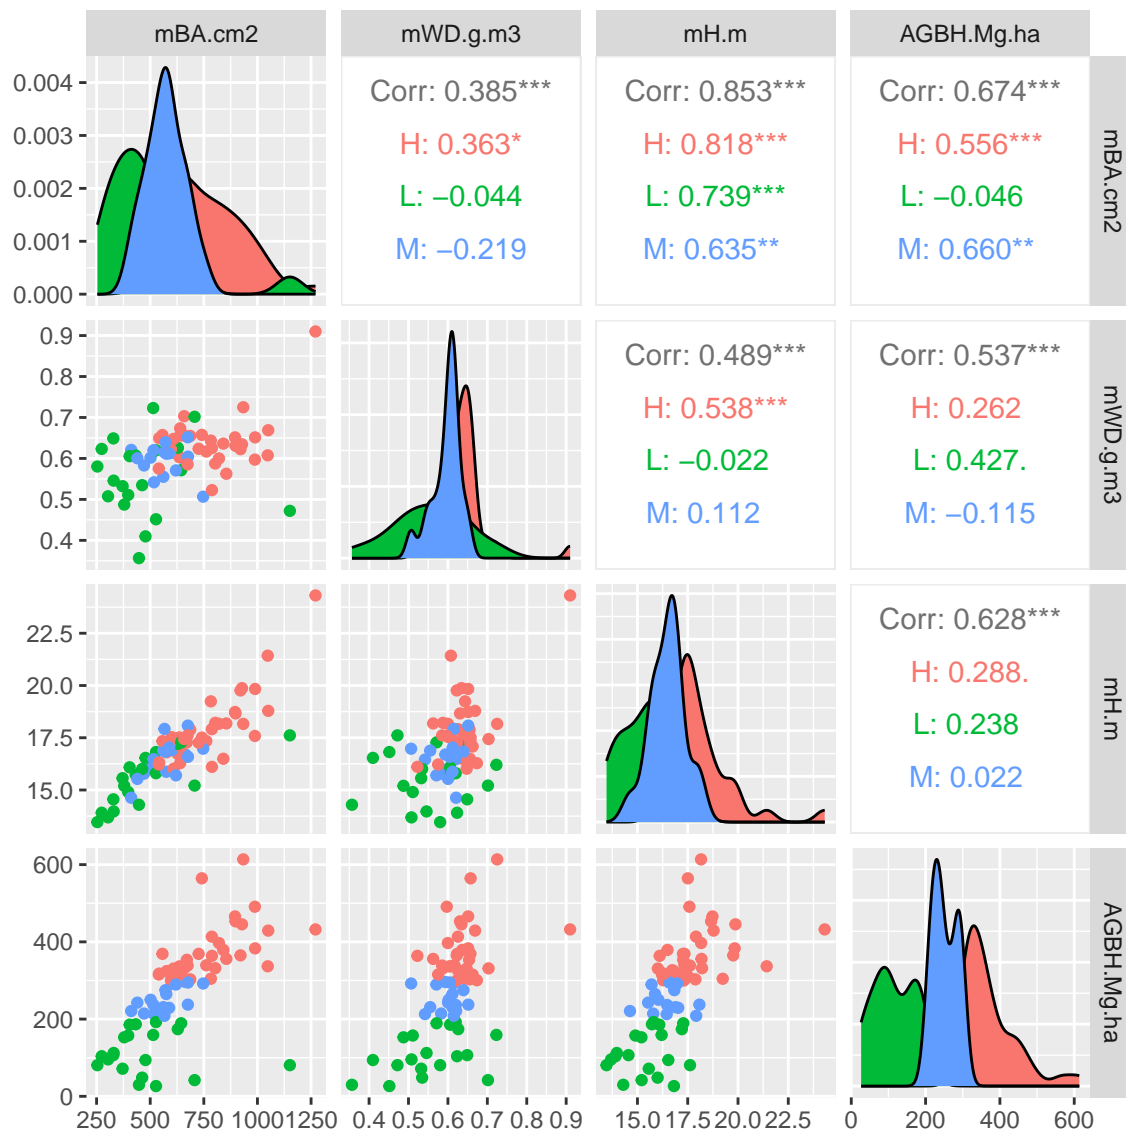 mBA.cm2 mWD.g.m3 mH.m AGBH.Mg.ha
0.004
0.003
0.002
0.001
0.000
Corr: 0.385***
H: 0.363*
L: −0.044
M: −0.219
Corr: 0.853***
H: 0.818***
L: 0.739***
M: 0.635**
Corr: 0.674***
H: 0.556***
L: −0.046
M: 0.660**
mBA.cm2
0.9
0.8
0.7
0.6
0.5
0.4
Corr: 0.489***
H: 0.538***
L: −0.022
M: 0.112
Corr: 0.537***
H: 0.262
L: 0.427.
M: −0.115
mWD.g.m3
22.5
20.0
17.5
15.0
Corr: 0.628***
H: 0.288.
L: 0.238
M: 0.022
mH.m
600
400
200
0
AGBH.Mg.ha
250 500 750 1000 1250
0.4 0.5 0.6 0.7 0.8 0.9
15.0 17.5 20.0 22.5
0 200 400 600